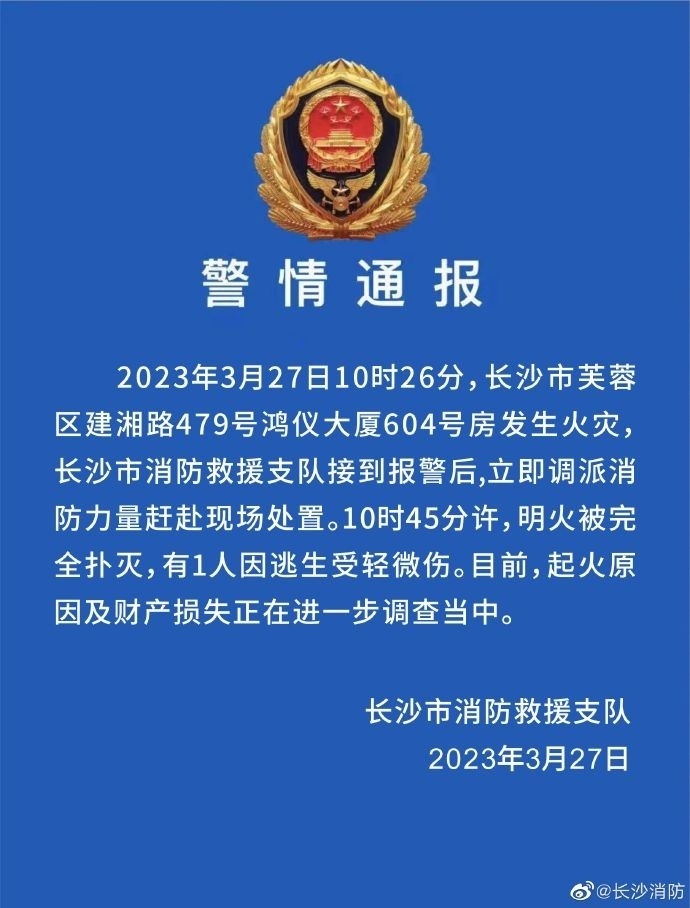 警情通报
2023年3月27日10时26分，长沙市芙蓉
区建湘路479号鸿仪大厦604号房发生火灾，
长沙市消防救援支队接到报警后,立即调派消
防力量赶赴现场处置。10时45分许，明火被完
全扑灭，有1人因逃生受轻微伤。目前，起火原
因及财产损失正在进一步调查当中。
长沙市消防救援支队
2023年3月27日
@长沙消防